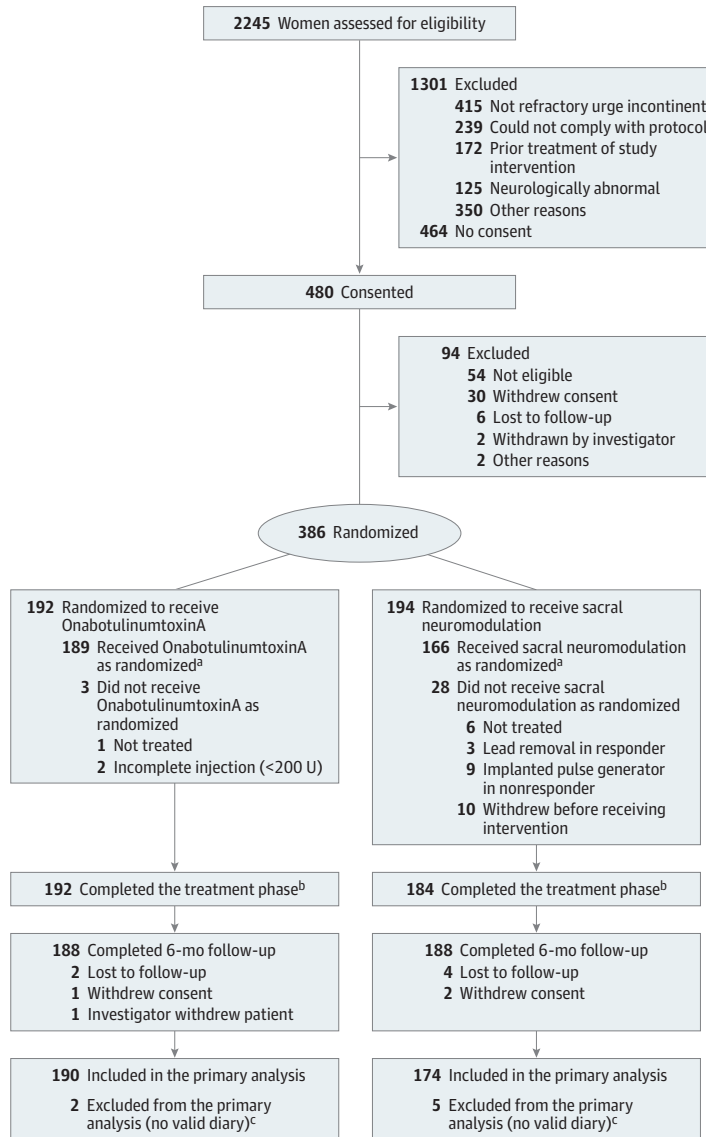 2245 Women assessed for eligibility
1301 Excluded
415 Not refractory urge incontinent
239 Could not comply with protocol
172 Prior treatment of study
intervention
125 Neurologically abnormal
350 Other reasons
464 No consent
480 Consented
94 Excluded
54 Not eligible
30 Withdrew consent
6 Lost to follow-up
2 Withdrawn by investigator
2 Other reasons
386 Randomized
192 Randomized to receive
OnabotulinumtoxinA
189 Received OnabotulinumtoxinA
as randomizedᵃ
3 Did not receive
OnabotulinumtoxinA as
randomized
1 Not treated
2 Incomplete injection (<200 U)
194 Randomized to receive sacral
neuromodulation
166 Received sacral neuromodulation
as randomizedᵃ
28 Did not receive sacral
neuromodulation as randomized
6 Not treated
3 Lead removal in responder
9 Implanted pulse generator
in nonresponder
10 Withdrew before receiving
intervention
192 Completed the treatment phaseᵇ
184 Completed the treatment phaseᵇ
188 Completed 6-mo follow-up
2 Lost to follow-up
1 Withdrew consent
1 Investigator withdrew patient
188 Completed 6-mo follow-up
4 Lost to follow-up
2 Withdrew consent
190 Included in the primary analysis
2 Excluded from the primary
analysis (no valid diary)ᶜ
174 Included in the primary analysis
5 Excluded from the primary
analysis (no valid diary)ᶜ